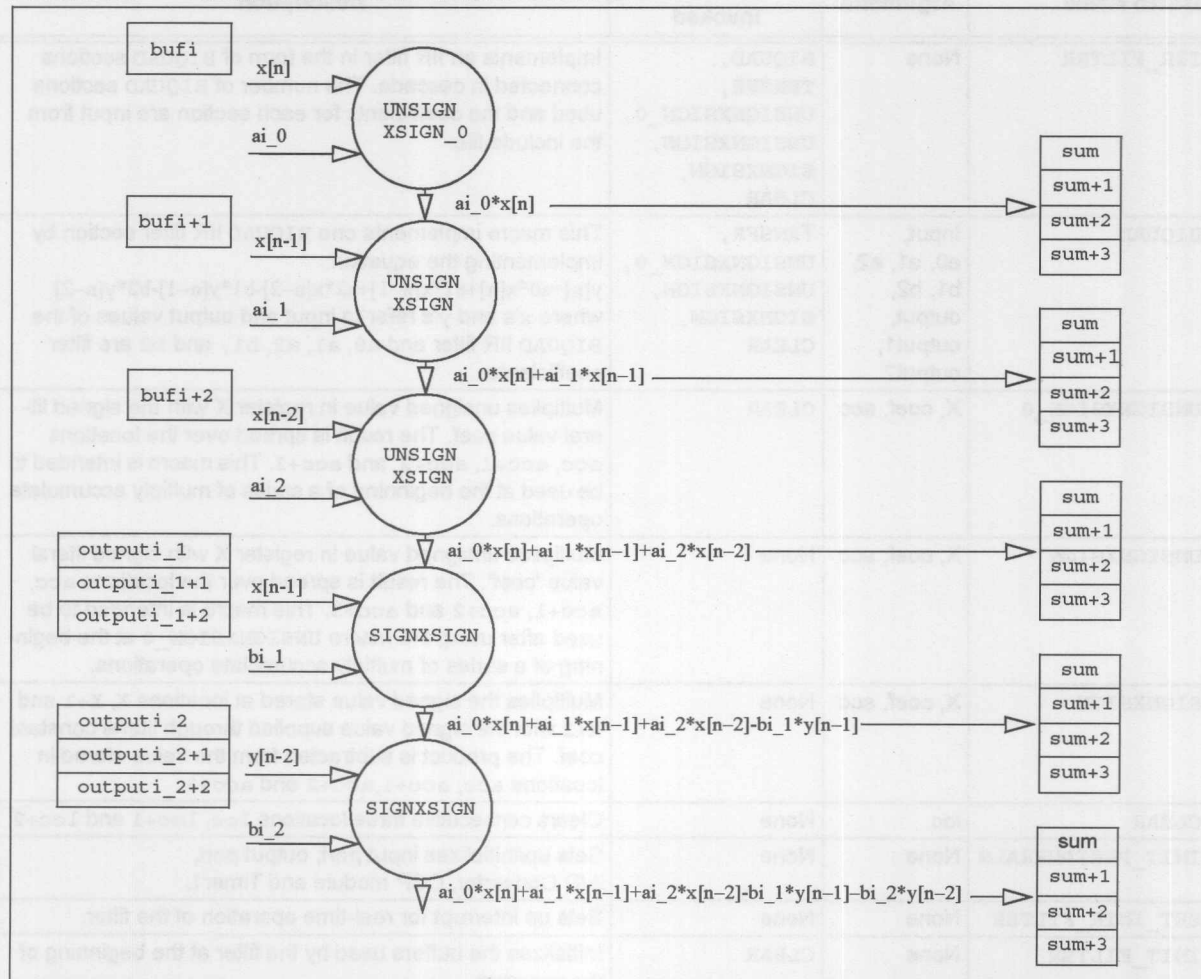 bufi
x[n]
UNSIGN
XSIGN_0
ai_0
sum
sum+1
sum+2
sum+3
ai_0*x[n]
bufi+1
x[n-1]
UNSIGN
XSIGN
ai_1
sum
sum+1
sum+2
sum+3
ai_0*x[n]+ai_1*x[n–1]
bufi+2
x[n-2]
UNSIGN
XSIGN
ai_2
sum
sum+1
sum+2
sum+3
ai_0*x[n]+ai_1*x[n–1]+ai_2*x[n–2]
outputi_1
outputi_1+1
outputi_1+2
x[n-1]
SIGNXSIGN
bi_1
sum
sum+1
sum+2
sum+3
ai_0*x[n]+ai_1*x[n–1]+ai_2*x[n–2]-bi_1*y[n–1]
outputi_2
outputi_2+1
outputi_2+2
y[n-2]
SIGNXSIGN
bi_2
sum
sum+1
sum+2
sum+3
ai_0*x[n]+ai_1*x[n–1]+ai_2*x[n–2]-bi_1*y[n–1]–bi_2*y[n–2]